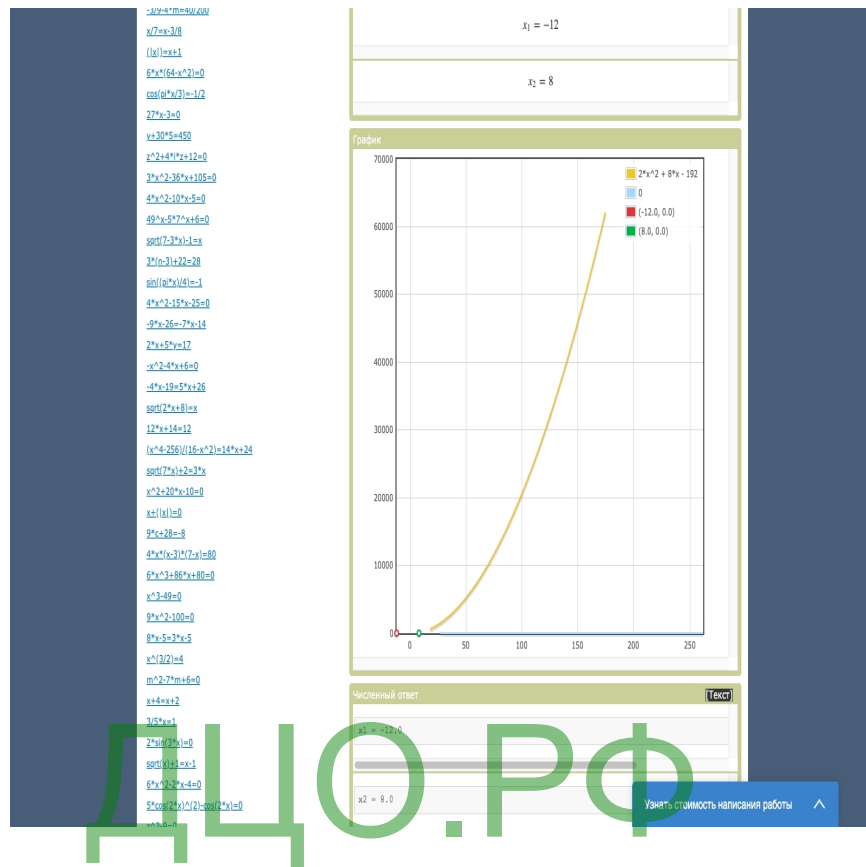 -3/9-4*m=40/200
x/7=x-3/8
(|x|)=x+1
6*x*(64-x^2)=0
cos(pi*x/3)=-1/2
27*x-3=0
y+30*5=450
z^2+4*i*z+12=0
3*x^2-36*x+105=0
4*x^2-10*x-5=0
49^x-5*7^x+6=0
sqrt(7-3*x)-1=x
3*(n-3)+22=28
sin((pi*x)/4)=-1
4*x^2-15*x-25=0
-9*x-26=-7*x-14
2*x+5*y=17
-x^2-4*x+6=0
-4*x-19=5*x+26
sqrt(2*x+8)=x
12*x+14=12
(x^4-256)/(16-x^2)=14*x+24
sqrt(7*x)+2=3*x
x^2+20*x-10=0
x+(|x|)=0
9*c+28=-8
4*x*(x-3)*(7-x)=80
6*x^3+86*x+80=0
x^3-49=0
9*x^2-100=0
8*x-5=3*x-5
x^(3/2)=4
m^2-7*m+6=0
x+4=x+2
3/5*x=1
2*sin(3*x)=0
sqrt(x)+1=x-1
6*x^2-2*x-4=0
5*cos(2*x)^(2)-cos(2*x)=0
x₁ = −12
x₂ = 8
График
70000
60000
50000
40000
30000
20000
10000
0
0 50 100 150 200 250
2*x^2 + 8*x - 192
0
(-12.0, 0.0)
(8.0, 0.0)
Численный ответ [Текст]
x1 = -12.0
x2 = 8.0
Узнать стоимость написания работы
ДЦО.РФ